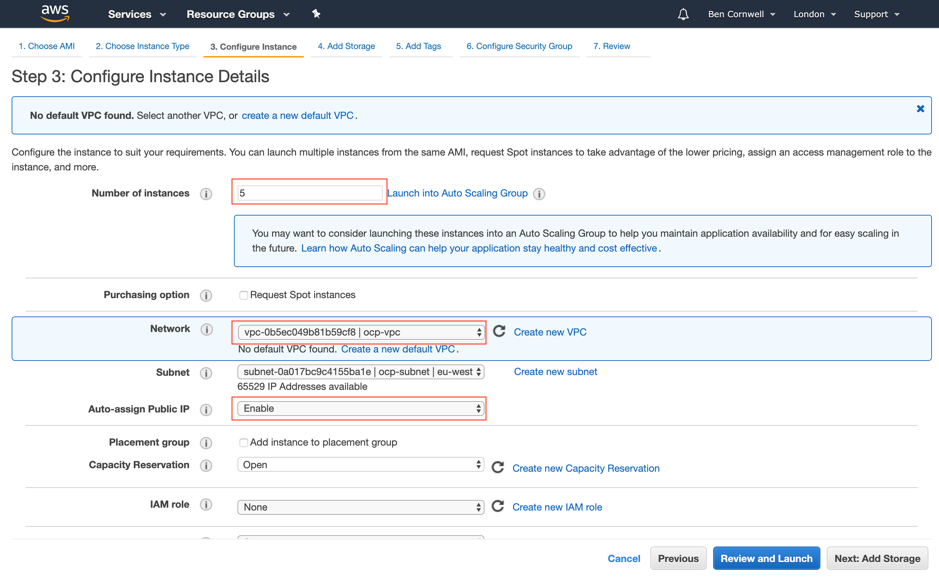 aws Services Resource Groups Ben Cornwell London Support
1. Choose AMI 2. Choose Instance Type 3. Configure Instance 4. Add Storage 5. Add Tags 6. Configure Security Group 7. Review
Step 3: Configure Instance Details
No default VPC found. Select another VPC, or create a new default VPC.
Configure the instance to suit your requirements. You can launch multiple instances from the same AMI, request Spot instances to take advantage of the lower pricing, assign an access management role to the
instance, and more.
Number of instances 5 Launch into Auto Scaling Group
You may want to consider launching these instances into an Auto Scaling Group to help you maintain application availability and for easy scaling in
the future. Learn how Auto Scaling can help your application stay healthy and cost effective.
Purchasing option Request Spot instances
Network vpc-0b5ec049b81b59cf8 | ocp-vpc Create new VPC
No default VPC found. Create a new default VPC.
Subnet subnet-0a017bc9c4155ba1e | ocp-subnet | eu-west Create new subnet
65529 IP Addresses available
Auto-assign Public IP Enable
Placement group Add instance to placement group
Capacity Reservation Open Create new Capacity Reservation
IAM role None Create new IAM role
Cancel Previous Review and Launch Next: Add Storage